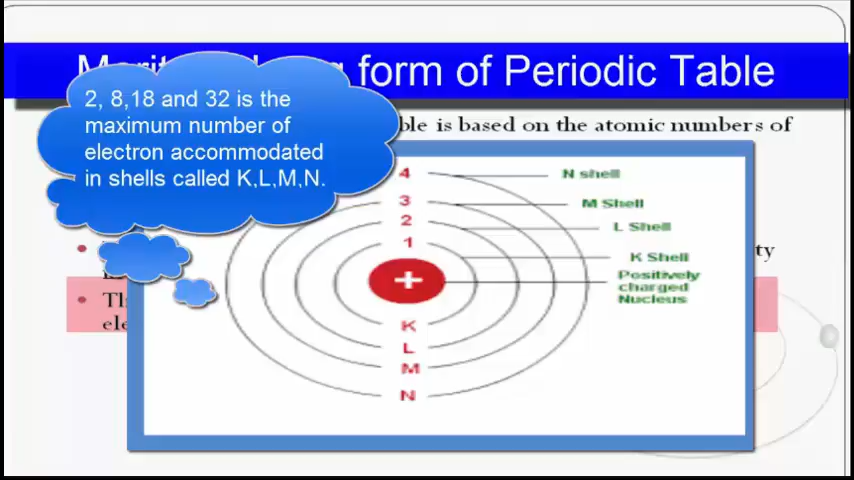 form of Periodic Table
2, 8,18 and 32 is the
maximum number of
electron accommodated
in shells called K,L,M,N.
is based on the atomic numbers of
4 N shell
3 M Shell
2 L Shell
1 K Shell
+ Positively
charged
Nucleus
K
L
M
N